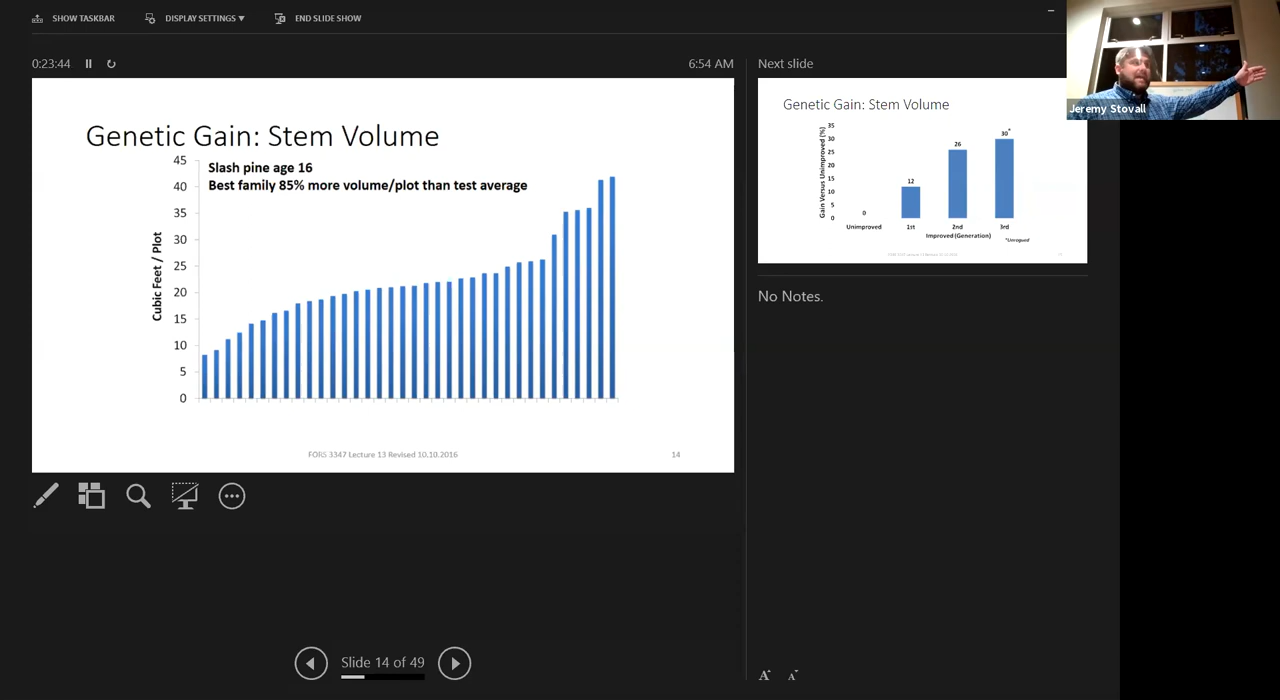 SHOW TASKBAR DISPLAY SETTINGS ▼ END SLIDE SHOW
0:23:44 6:54 AM
Genetic Gain: Stem Volume
Slash pine age 16
Best family 85% more volume/plot than test average
Cubic Feet / Plot
45
40
35
30
25
20
15
10
5
0
FORS 3347 Lecture 13 Revised 10.10.2016 14
Slide 14 of 49
Next slide
Genetic Gain: Stem Volume
Gain Versus Unimproved (%)
35
30
25
20
15
10
5
0
0 12 26 30*
Unimproved 1st 2nd 3rd
Improved (Generation)
*Unrogued
No Notes.
A A
Jeremy Stovall